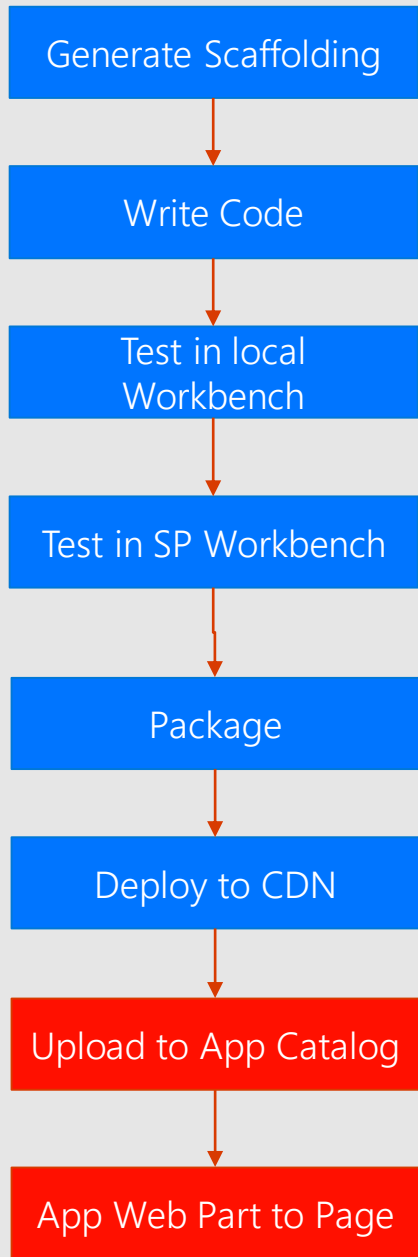 Generate Scaffolding
Write Code
Test in local
Workbench
Test in SP Workbench
Package
Deploy to CDN
Upload to App Catalog
App Web Part to Page